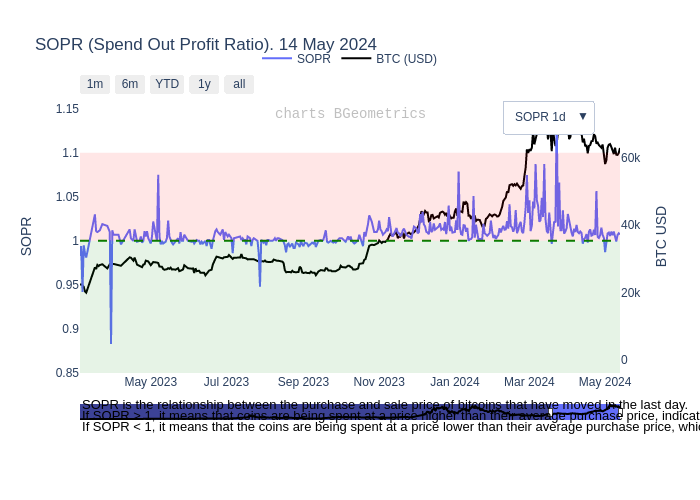 SOPR (Spend Out Profit Ratio). 14 May 2024
SOPR
BTC (USD)
1m 6m YTD 1y all
charts BGeometrics
SOPR 1d ▼
1.15
1.1
1.05
1
0.95
0.9
0.85
SOPR
60k
40k
20k
0
BTC USD
May 2023 Jul 2023 Sep 2023 Nov 2023 Jan 2024 Mar 2024 May 2024
SOPR is the relationship between the purchase and sale price of bitcoins that have moved in the last day.
If SOPR > 1, it means that coins are being spent at a price higher than their average purchase price, indicat
If SOPR < 1, it means that the coins are being spent at a price lower than their average purchase price, whic